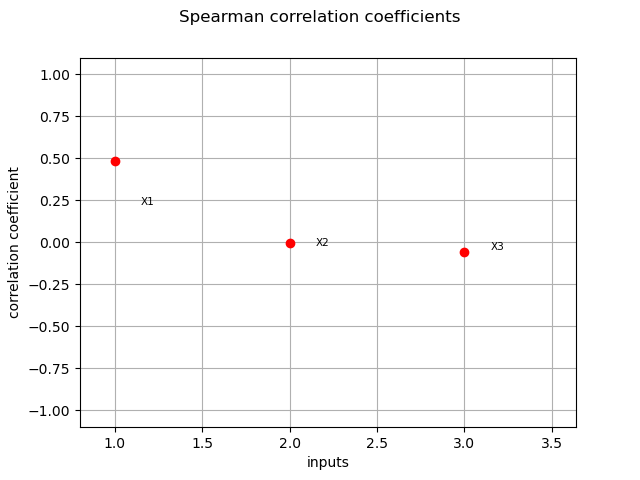 Spearman correlation coefficients
1.00
0.75
0.50
0.25
0.00
−0.25
−0.50
−0.75
−1.00
correlation coefficient
X1
X2
X3
1.0 1.5 2.0 2.5 3.0 3.5
inputs